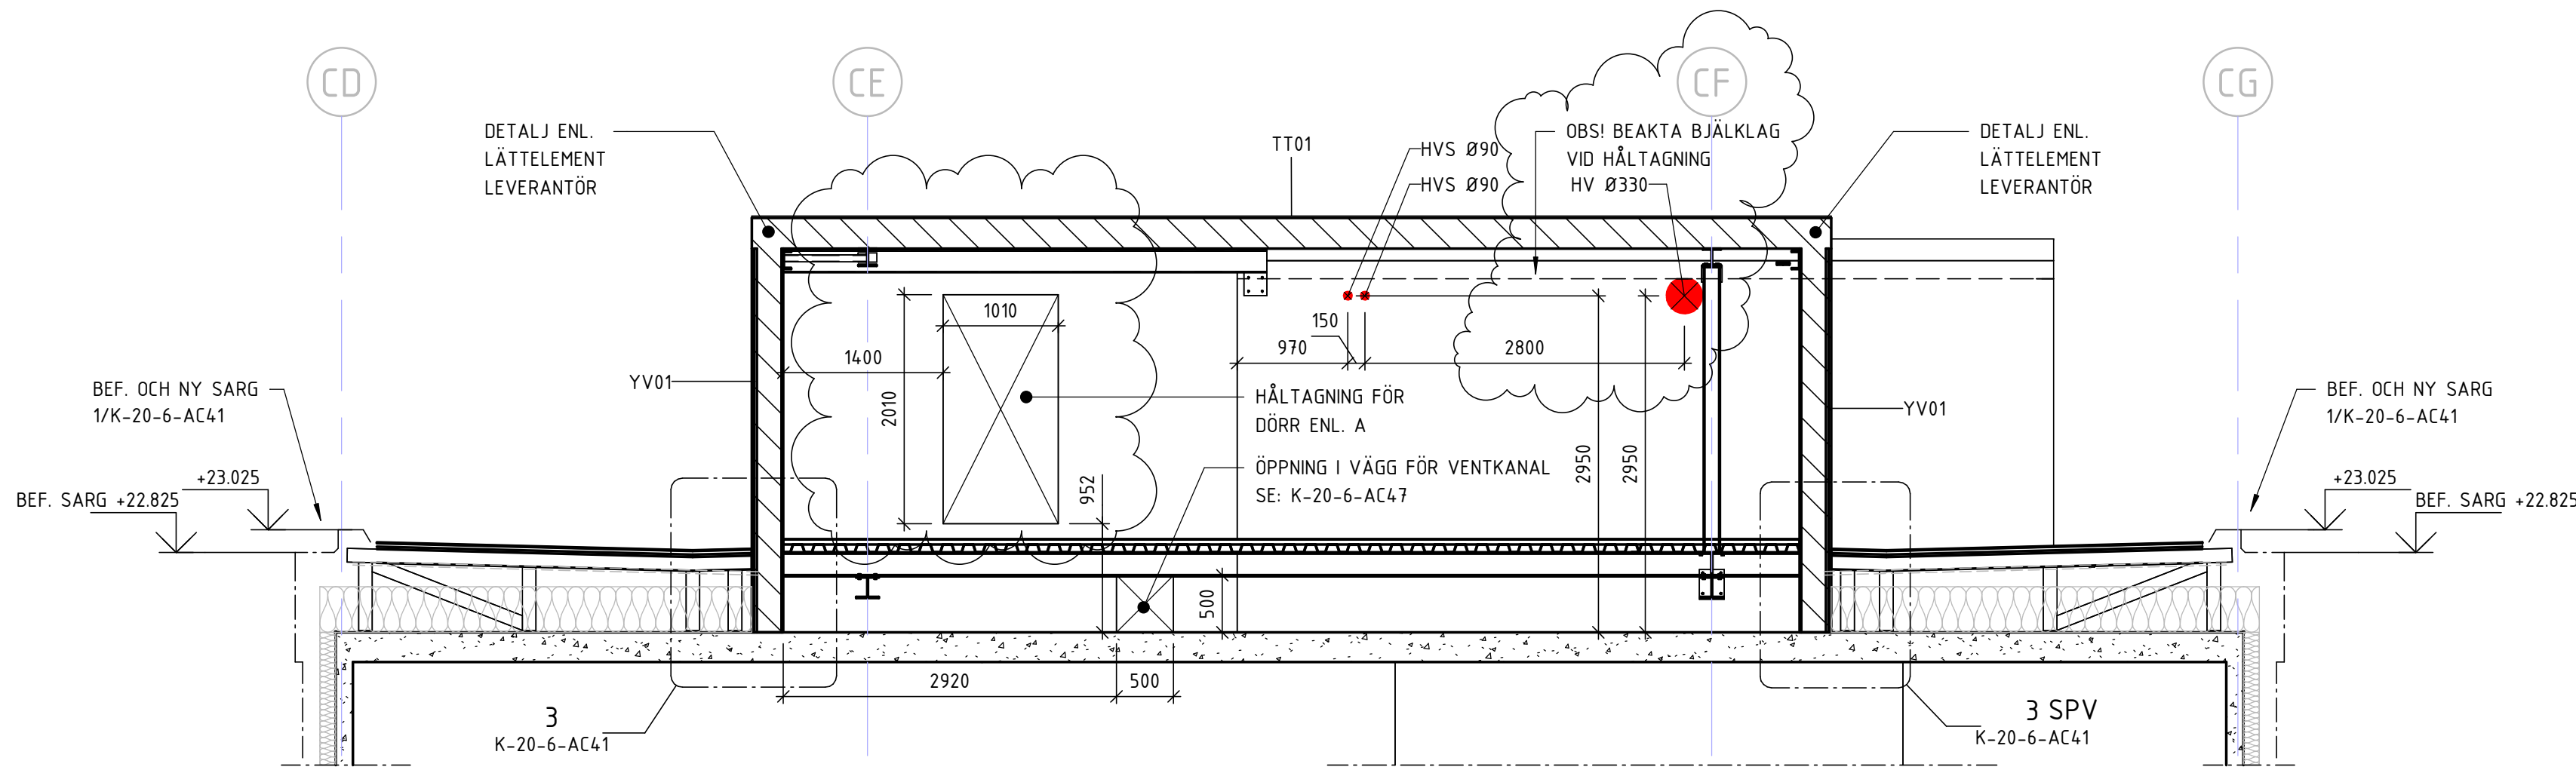 CD
CE
CF
CG
DETALJ ENL.
LÄTTELEMENT
LEVERANTÖR
TT01
HVS Ø90
HVS Ø90
OBS! BEAKTA BJÄLKLAG
VID HÅLTAGNING
HV Ø330
DETALJ ENL.
LÄTTELEMENT
LEVERANTÖR
1010
150
1400
970
2800
2010
YV01
YV01
BEF. OCH NY SARG
1/K-20-6-AC41
HÅLTAGNING FÖR
DÖRR ENL. A
BEF. OCH NY SARG
1/K-20-6-AC41
ÖPPNING I VÄGG FÖR VENTKANAL
SE: K-20-6-AC47
952
2950
2950
+23.025
BEF. SARG +22.825
+23.025
BEF. SARG +22.825
500
2920
500
3
K-20-6-AC41
3 SPV
K-20-6-AC41